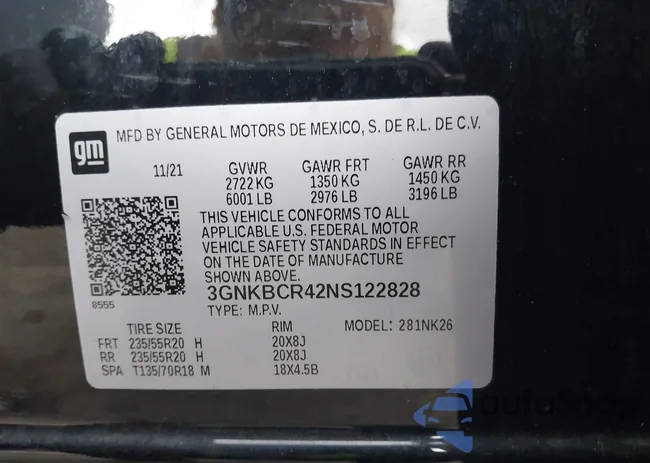 gm
MFD BY GENERAL MOTORS DE MEXICO, S. DE R.L. DE C.V.
11/21 GVWR GAWR FRT GAWR RR
2722 KG 1350 KG 1450 KG
6001 LB 2976 LB 3196 LB
THIS VEHICLE CONFORMS TO ALL
APPLICABLE U.S. FEDERAL MOTOR
VEHICLE SAFETY STANDARDS IN EFFECT
ON THE DATE OF MANUFACTURE
SHOWN ABOVE.
8555
3GNKBCR42NS122828
TYPE: M.P.V.
TIRE SIZE RIM MODEL: 281NK26
FRT 235/55R20 H 20X8J
RR 235/55R20 H 20X8J
SPA T135/70R18 M 18X4.5B
autoShop